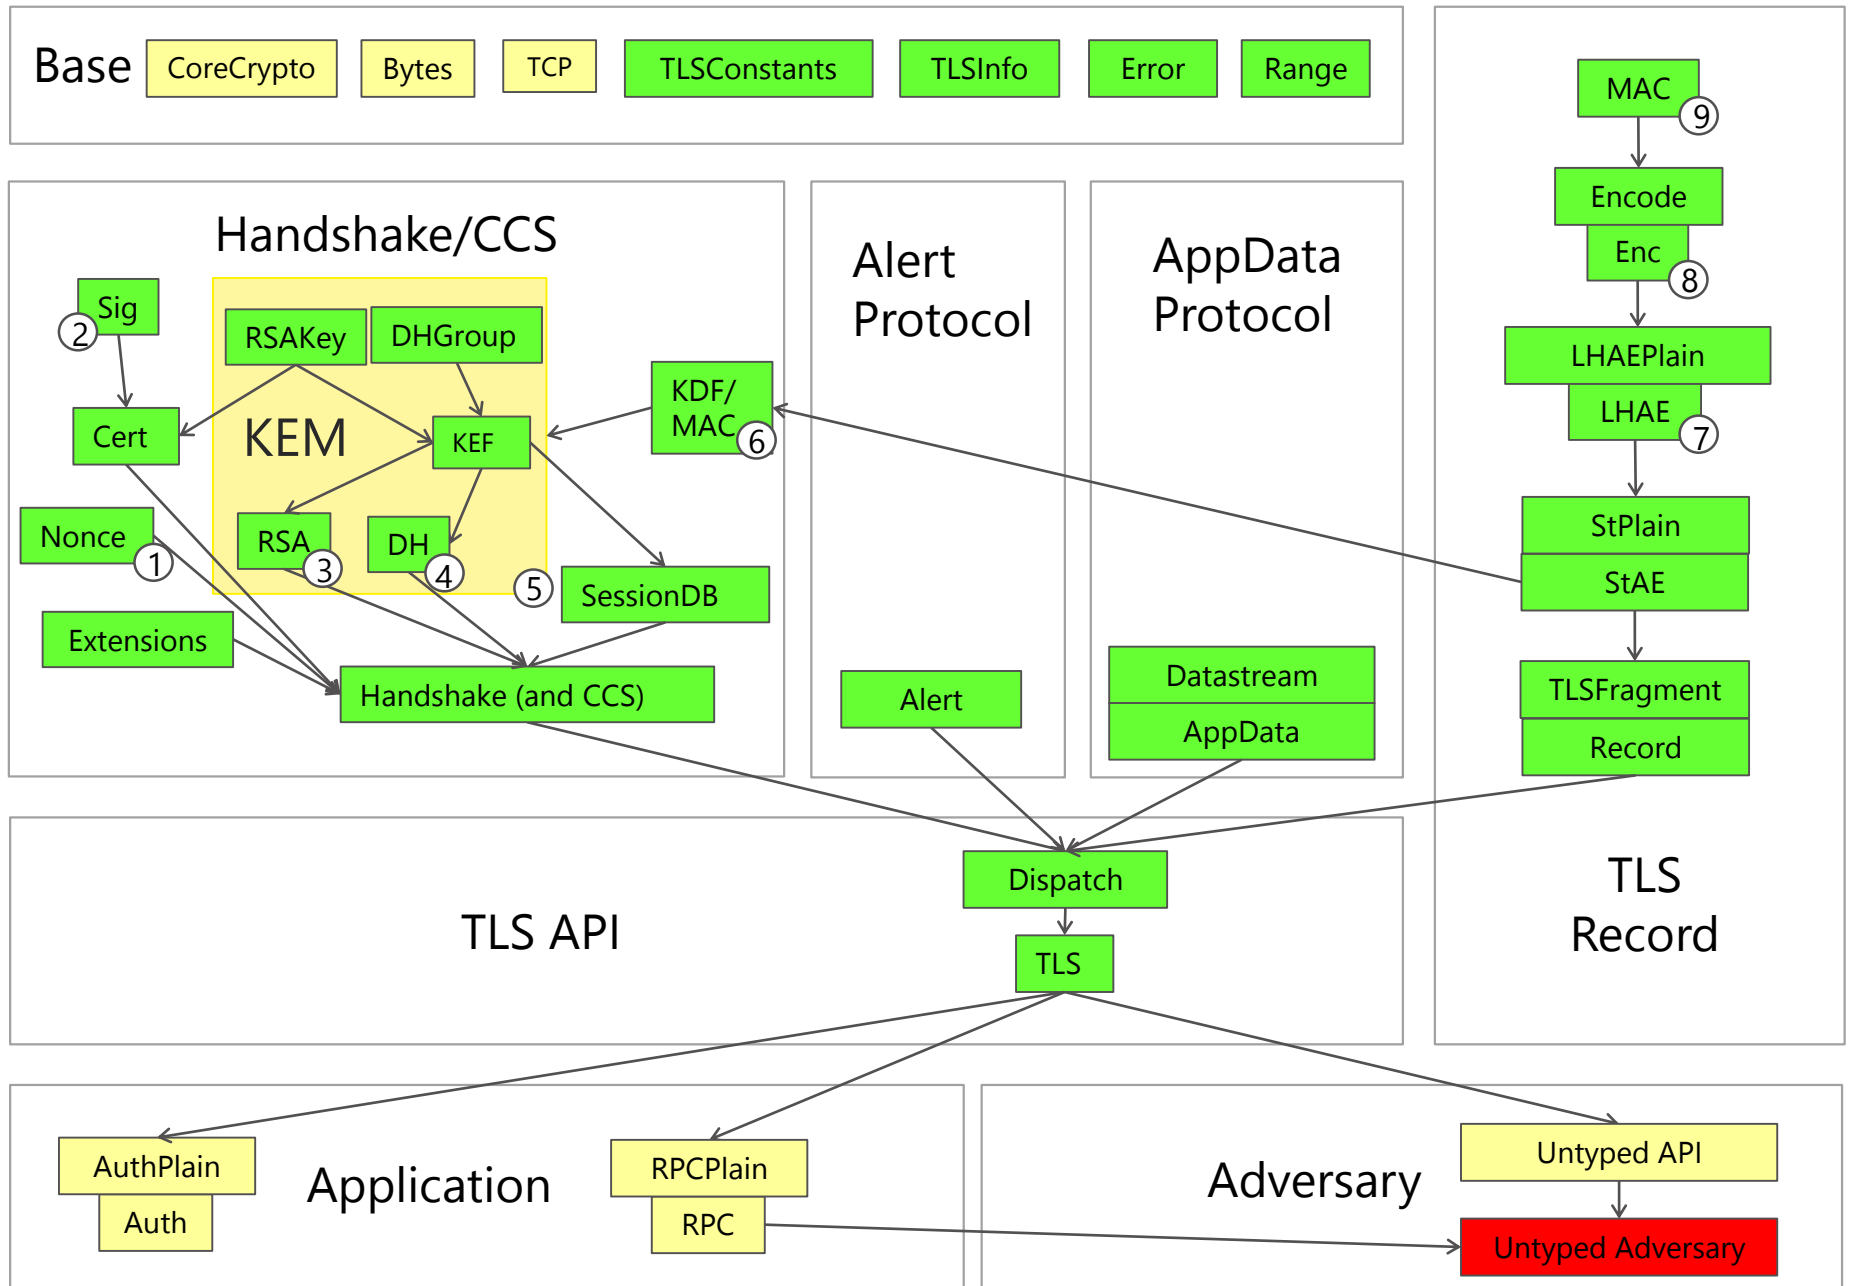 Base
CoreCrypto
Bytes
TCP
TLSConstants
TLSInfo
Error
Range
MAC
9
Encode
Enc
8
LHAEPlain
LHAE
7
StPlain
StAE
TLSFragment
Record
TLS
Record
Handshake/CCS
Sig
2
RSAKey
DHGroup
KDF/
MAC
6
Cert
KEM
KEF
Nonce
1
RSA
3
DH
4
5
SessionDB
Extensions
Handshake (and CCS)
Alert
Protocol
Alert
AppData
Protocol
Datastream
AppData
TLS API
Dispatch
TLS
AuthPlain
Auth
Application
RPCPlain
RPC
Adversary
Untyped API
Untyped Adversary